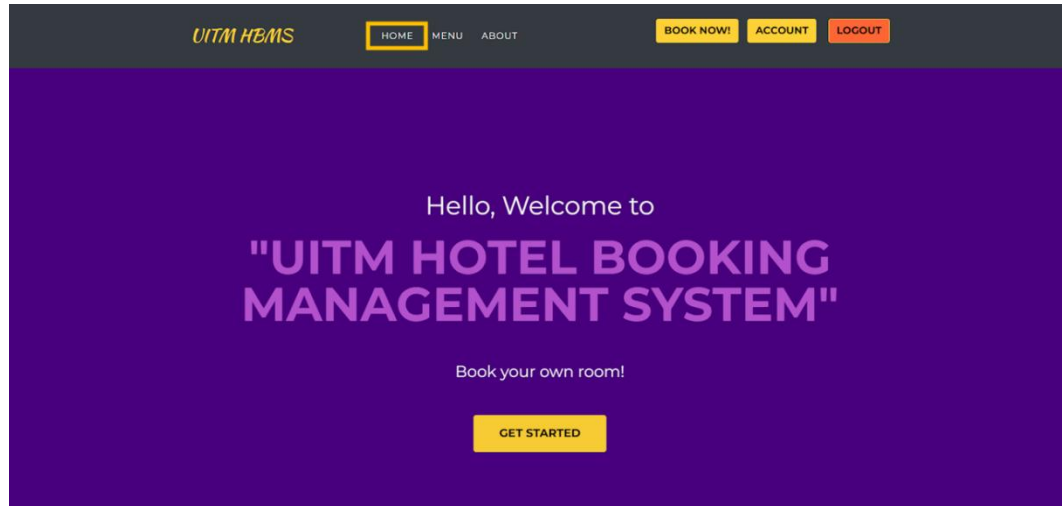 UITM HBMS
HOME MENU ABOUT
BOOK NOW! ACCOUNT LOGOUT
Hello, Welcome to
"UITM HOTEL BOOKING
MANAGEMENT SYSTEM"
Book your own room!
GET STARTED